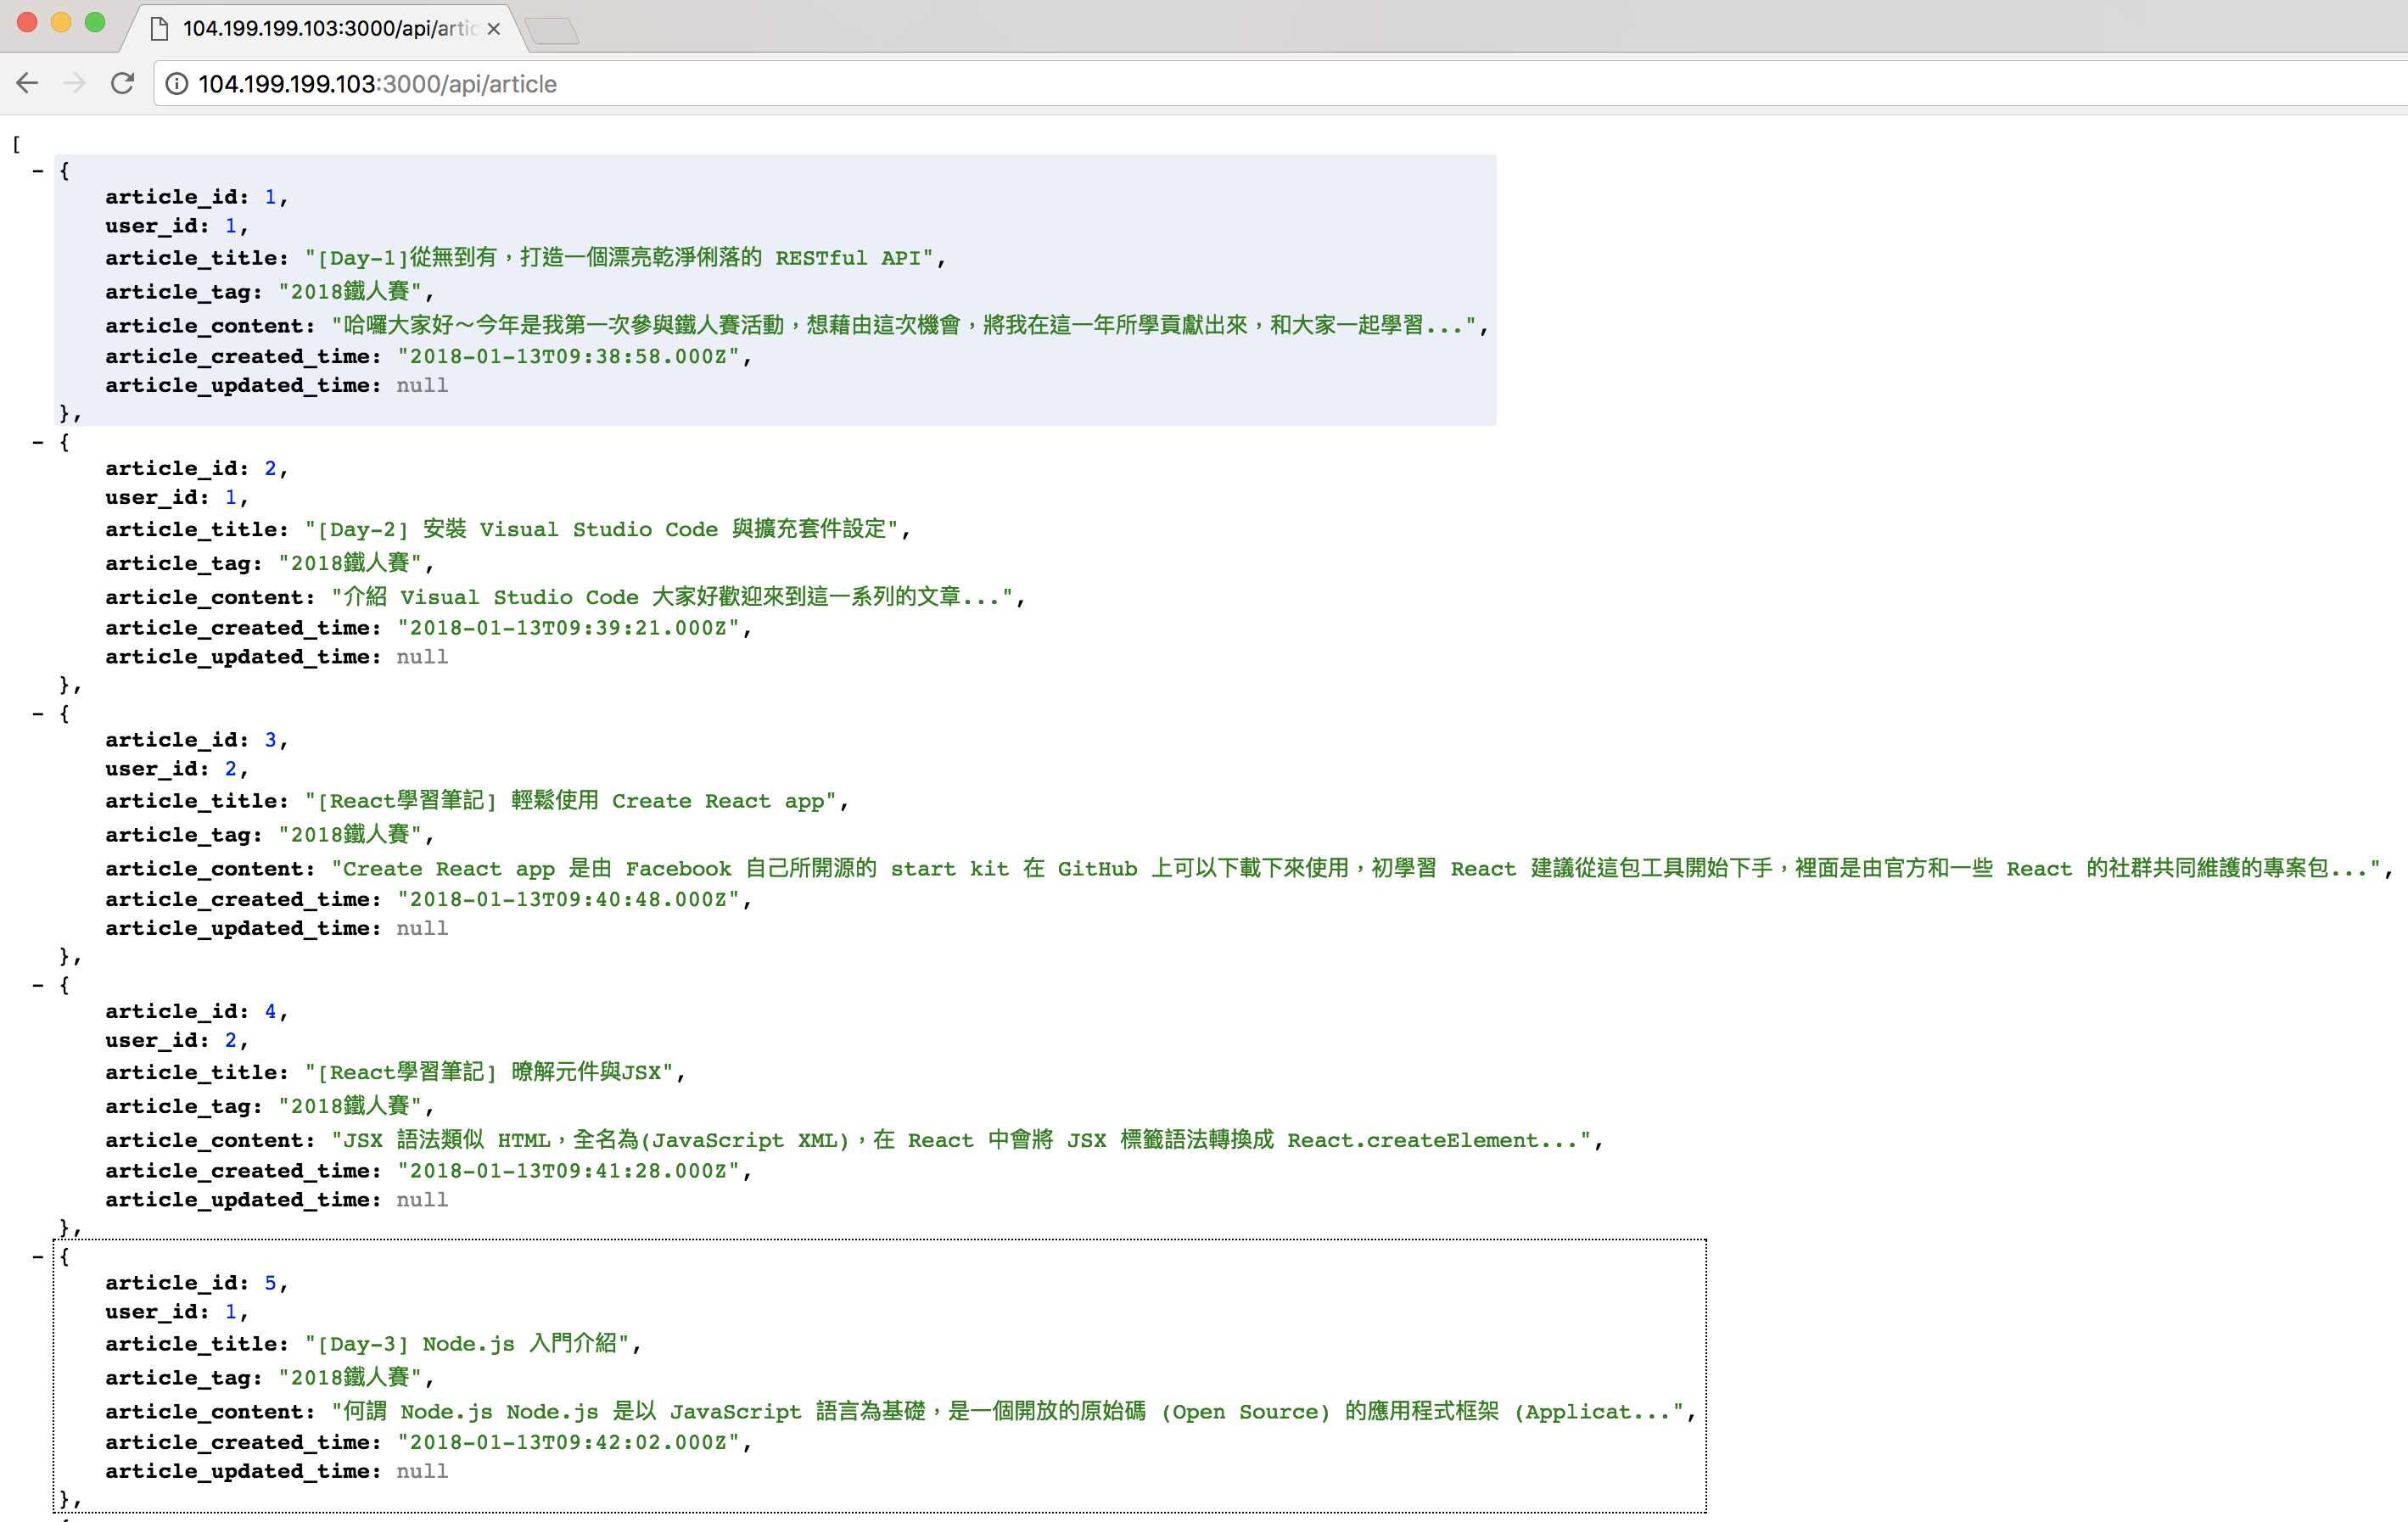 104.199.199.103:3000/api/artic
104.199.199.103:3000/api/article
[
- {
article_id: 1,
user_id: 1,
article_title: "[Day-1]從無到有，打造一個漂亮乾淨俐落的 RESTful API",
article_tag: "2018鐵人賽",
article_content: "哈囉大家好～今年是我第一次參與鐵人賽活動，想藉由這次機會，將我在這一年所學貢獻出來，和大家一起學習...",
article_created_time: "2018-01-13T09:38:58.000Z",
article_updated_time: null
},
- {
article_id: 2,
user_id: 1,
article_title: "[Day-2] 安裝 Visual Studio Code 與擴充套件設定",
article_tag: "2018鐵人賽",
article_content: "介紹 Visual Studio Code 大家好歡迎來到這一系列的文章...",
article_created_time: "2018-01-13T09:39:21.000Z",
article_updated_time: null
},
- {
article_id: 3,
user_id: 2,
article_title: "[React學習筆記] 輕鬆使用 Create React app",
article_tag: "2018鐵人賽",
article_content: "Create React app 是由 Facebook 自己所開源的 start kit 在 GitHub 上可以下載下來使用，初學習 React 建議從這包工具開始下手，裡面是由官方和一些 React 的社群共同維護的專案包...",
article_created_time: "2018-01-13T09:40:48.000Z",
article_updated_time: null
},
- {
article_id: 4,
user_id: 2,
article_title: "[React學習筆記] 暸解元件與JSX",
article_tag: "2018鐵人賽",
article_content: "JSX 語法類似 HTML，全名為(JavaScript XML)，在 React 中會將 JSX 標籤語法轉換成 React.createElement...",
article_created_time: "2018-01-13T09:41:28.000Z",
article_updated_time: null
},
- {
article_id: 5,
user_id: 1,
article_title: "[Day-3] Node.js 入門介紹",
article_tag: "2018鐵人賽",
article_content: "何謂 Node.js Node.js 是以 JavaScript 語言為基礎，是一個開放的原始碼 (Open Source) 的應用程式框架 (Applicat...",
article_created_time: "2018-01-13T09:42:02.000Z",
article_updated_time: null
},